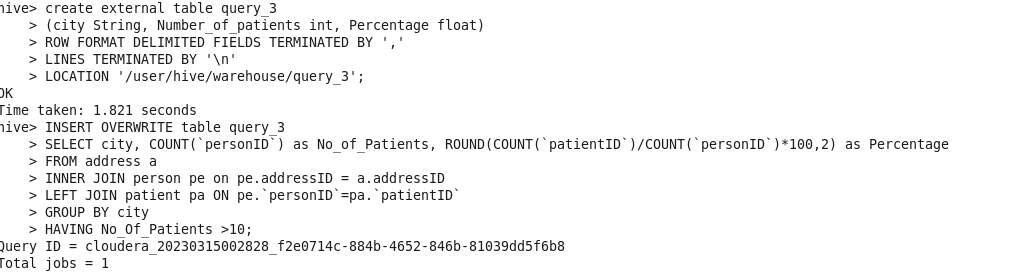 hive> create external table query_3
> (city String, Number_of_patients int, Percentage float)
> ROW FORMAT DELIMITED FIELDS TERMINATED BY ','
> LINES TERMINATED BY '\n'
> LOCATION '/user/hive/warehouse/query_3';
OK
Time taken: 1.821 seconds
hive> INSERT OVERWRITE table query_3
> SELECT city, COUNT(`personID`) as No_of_Patients, ROUND(COUNT(`patientID`)/COUNT(`personID`)*100,2) as Percentage
> FROM address a
> INNER JOIN person pe on pe.addressID = a.addressID
> LEFT JOIN patient pa ON pe.`personID`=pa.`patientID`
> GROUP BY city
> HAVING No_Of_Patients >10;
Query ID = cloudera_20230315002828_f2e0714c-884b-4652-846b-81039dd5f6b8
Total jobs = 1